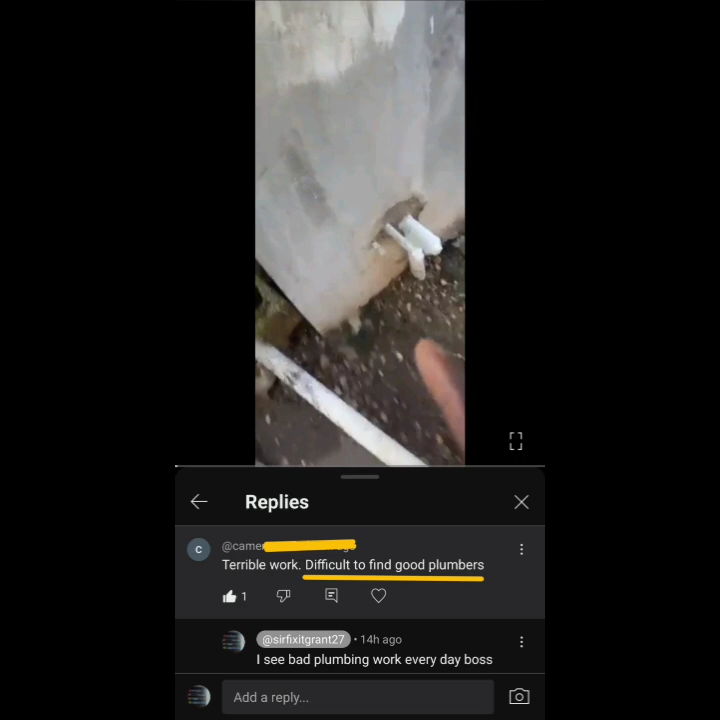 Replies
C
@camer
Terrible work. Difficult to find good plumbers
1
@sirfixitgrant27 • 14h ago
I see bad plumbing work every day boss
Add a reply...